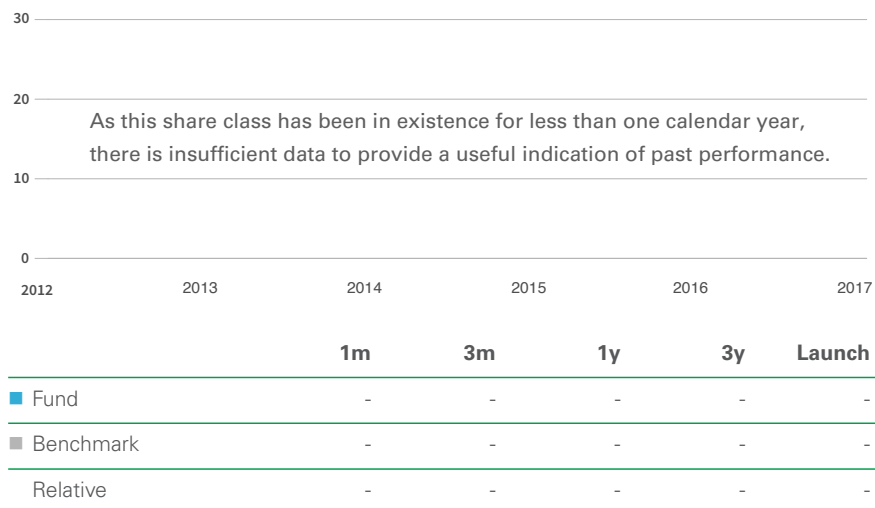 30
20
As this share class has been in existence for less than one calendar year,
there is insufficient data to provide a useful indication of past performance.
10
0
2012 2013 2014 2015 2016 2017
1m 3m 1y 3y Launch
Fund - - - - -
Benchmark - - - - -
Relative - - - - -